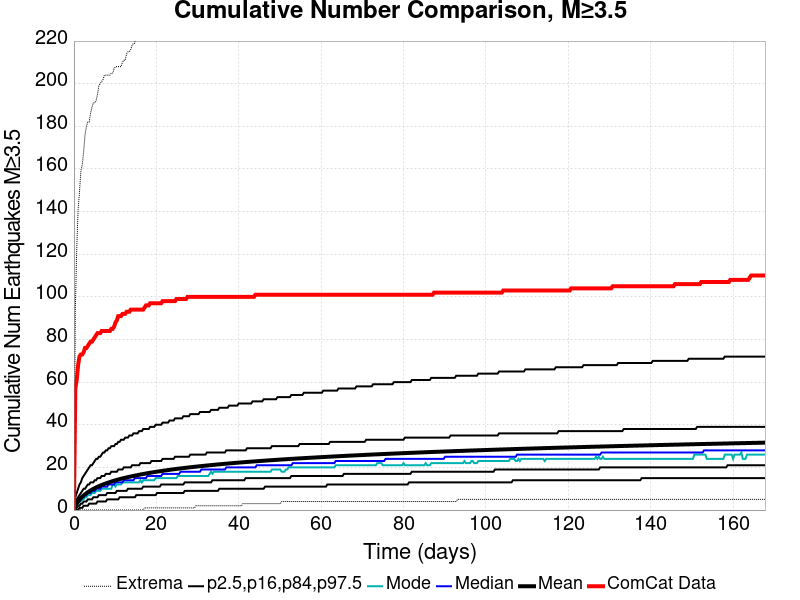 Cumulative Number Comparison, M≥3.5
Cumulative Num Earthquakes M≥3.5
220
200
180
160
140
120
100
80
60
40
20
0
0 20 40 60 80 100 120 140 160
Time (days)
Extrema p2.5,p16,p84,p97.5 Mode Median Mean ComCat Data